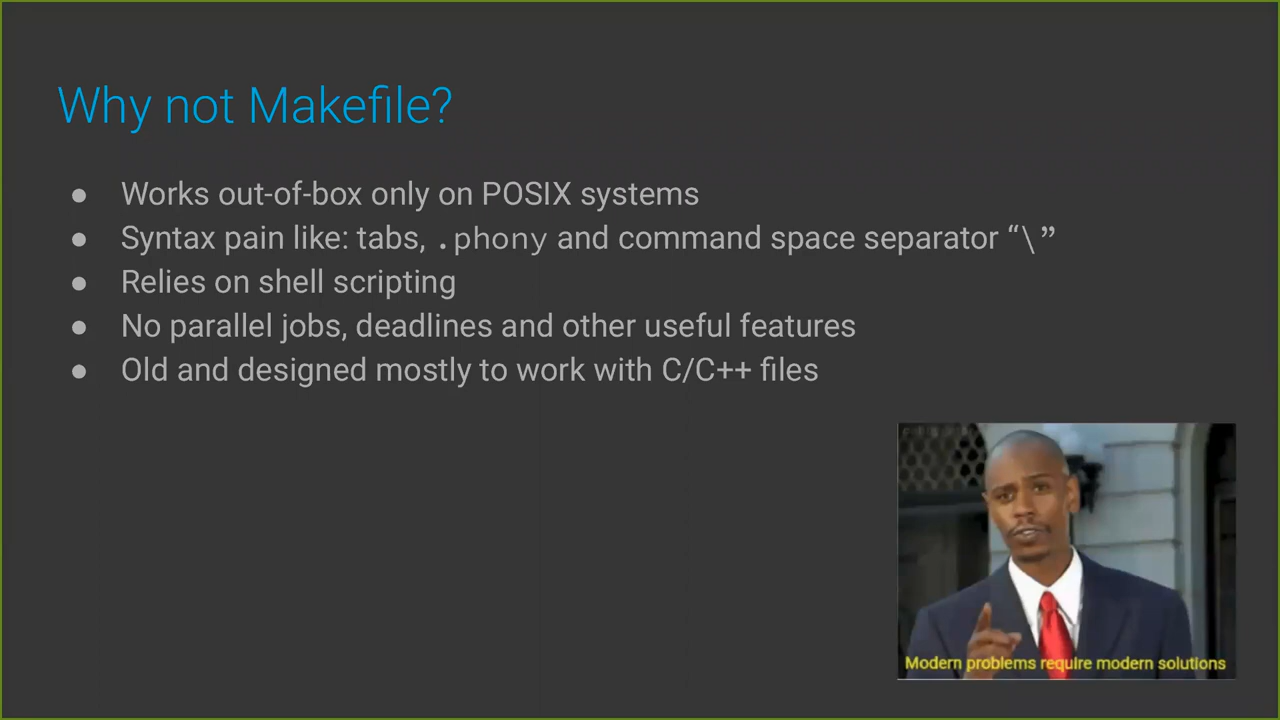 Why not Makefile?
● Works out-of-box only on POSIX systems
● Syntax pain like: tabs, .phony and command space separator “\”
● Relies on shell scripting
● No parallel jobs, deadlines and other useful features
● Old and designed mostly to work with C/C++ files
Modern problems require modern solutions